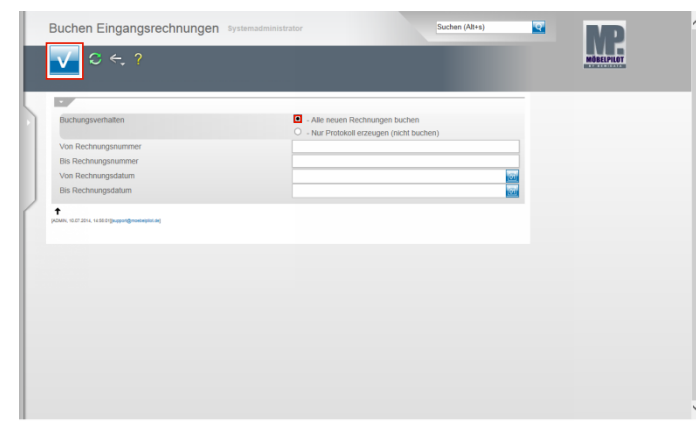 Buchen Eingangsrechnungen Systemadministrator
Suchen (Alt+s)
MP.
MÖBELPILOT
Buchungsverhalten
- Alle neuen Rechnungen buchen
- Nur Protokoll erzeugen (nicht buchen)
Von Rechnungsnummer
Bis Rechnungsnummer
Von Rechnungsdatum
Bis Rechnungsdatum